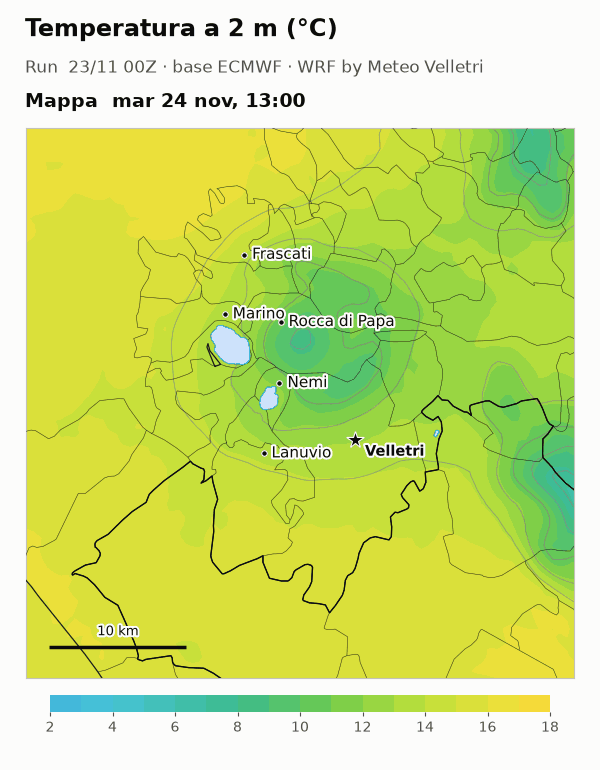 Temperatura a 2 m (°C)
Run  23/11 00Z · base ECMWF · WRF by Meteo Velletri
Mappa  mar 24 nov, 13:00
Frascati
Marino
Rocca di Papa
Nemi
Velletri
Lanuvio
10 km
2 4 6 8 10 12 14 16 18